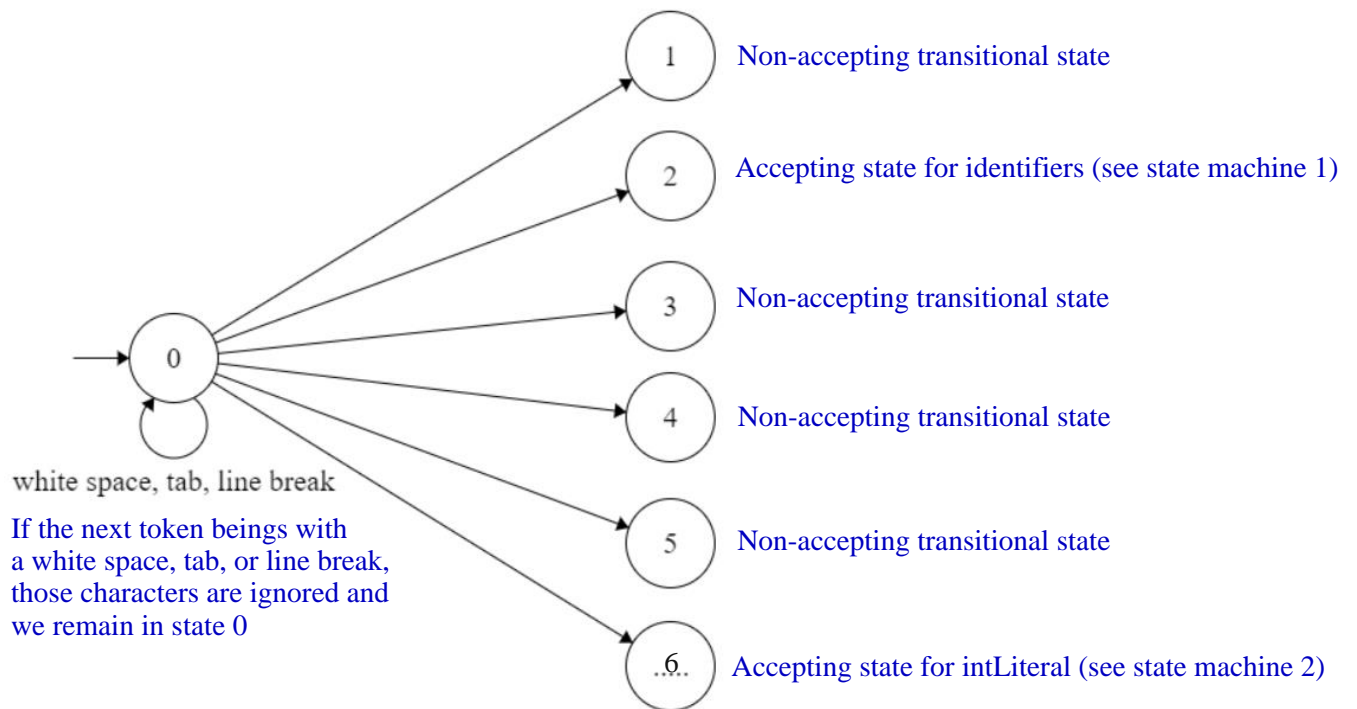 1 Non-accepting transitional state
2 Accepting state for identifiers (see state machine 1)
3 Non-accepting transitional state
0
4 Non-accepting transitional state
white space, tab, line break
If the next token beings with
a white space, tab, or line break,
those characters are ignored and
we remain in state 0
5 Non-accepting transitional state
..6.. Accepting state for intLiteral (see state machine 2)